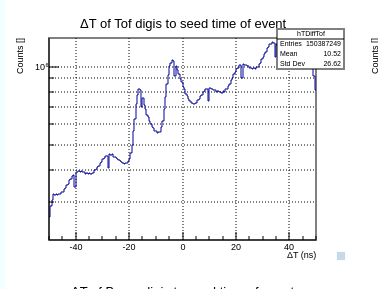 ΔT of Tof digis to seed time of event
Counts []
hTDiffTof
Entries 150387249
Mean 10.52
Std Dev 26.62
Counts []
-40 -20 0 20 40
ΔT (ns)